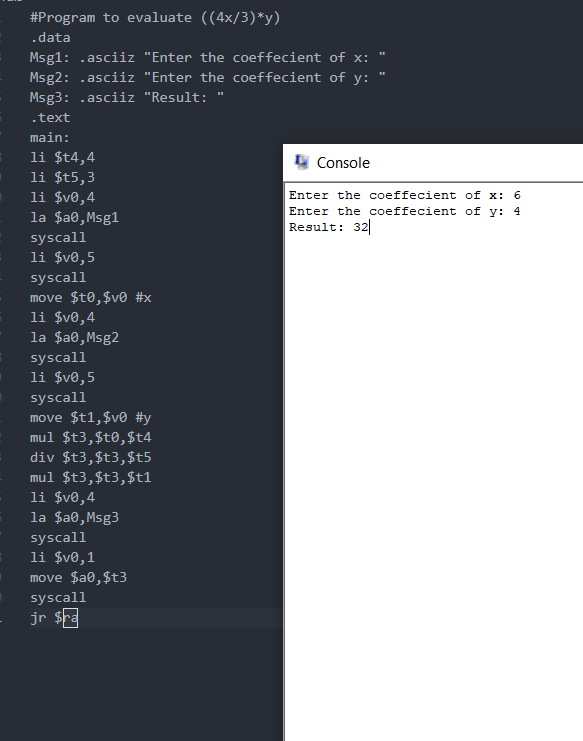 #Program to evaluate ((4x/3)*y)
.data
Msg1: .asciiz "Enter the coeffecient of x: "
Msg2: .asciiz "Enter the coeffecient of y: "
Msg3: .asciiz "Result: "
.text
main:
li $t4,4
li $t5,3
li $v0,4
la $a0,Msg1
syscall
li $v0,5
syscall
move $t0,$v0 #x
li $v0,4
la $a0,Msg2
syscall
li $v0,5
syscall
move $t1,$v0 #y
mul $t3,$t0,$t4
div $t3,$t3,$t5
mul $t3,$t3,$t1
li $v0,4
la $a0,Msg3
syscall
li $v0,1
move $a0,$t3
syscall
jr $ra
Console
Enter the coeffecient of x: 6
Enter the coeffecient of y: 4
Result: 32